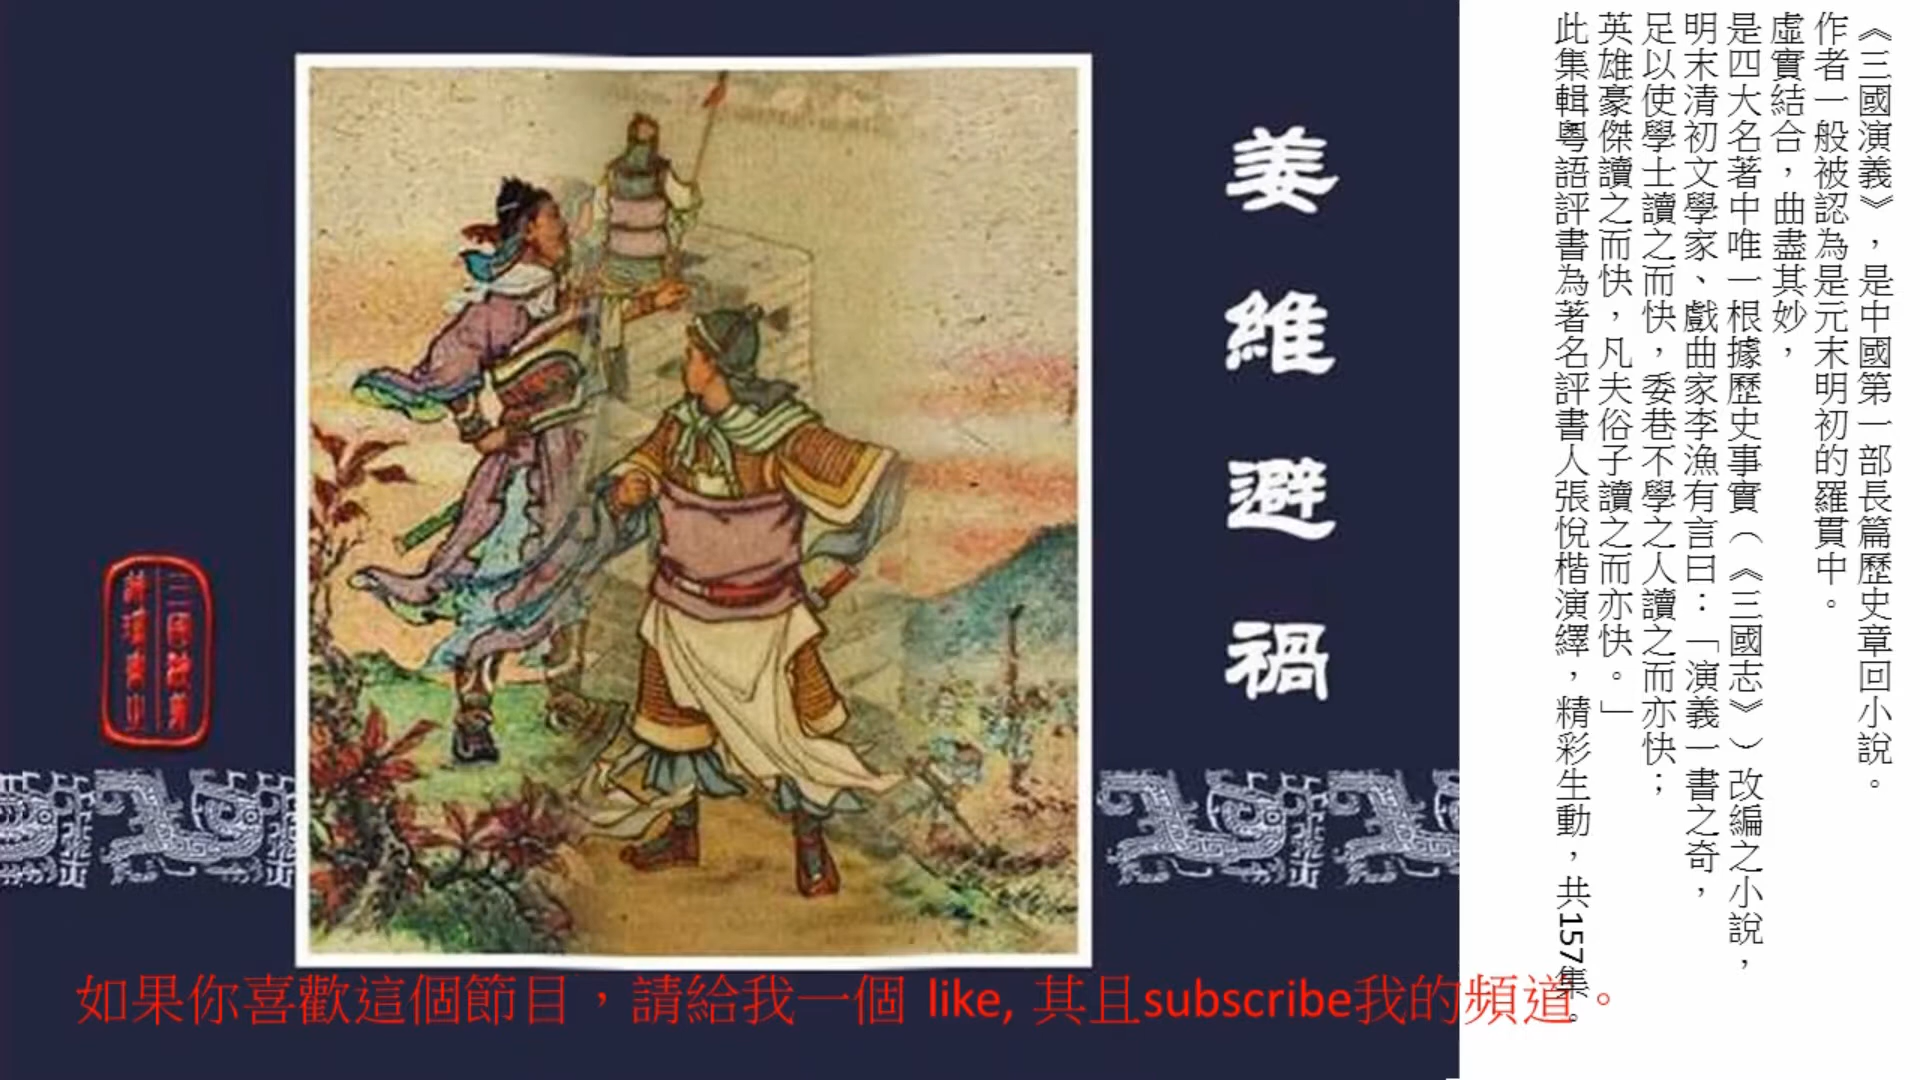 《三國演義》，是中國第一部長篇歷史章回小說。
作者一般被認為是元末明初的羅貫中。
虛實結合，曲盡其妙，
是四大名著中唯一根據歷史事實（《三國志》）改編之小說，
明末清初文學家、戲曲家李漁有言曰：「演義一書之奇，
足以使學士讀之而快，委巷不學之人讀之而亦快；
英雄豪傑讀之而快，凡夫俗子讀之而亦快。」
此集輯粵語評書為著名評書人張悅楷演繹，精彩生動，共157集。
姜維避禍
三國演義
如果你喜歡這個節目，請給我一個 like, 其且subscribe我的頻道。